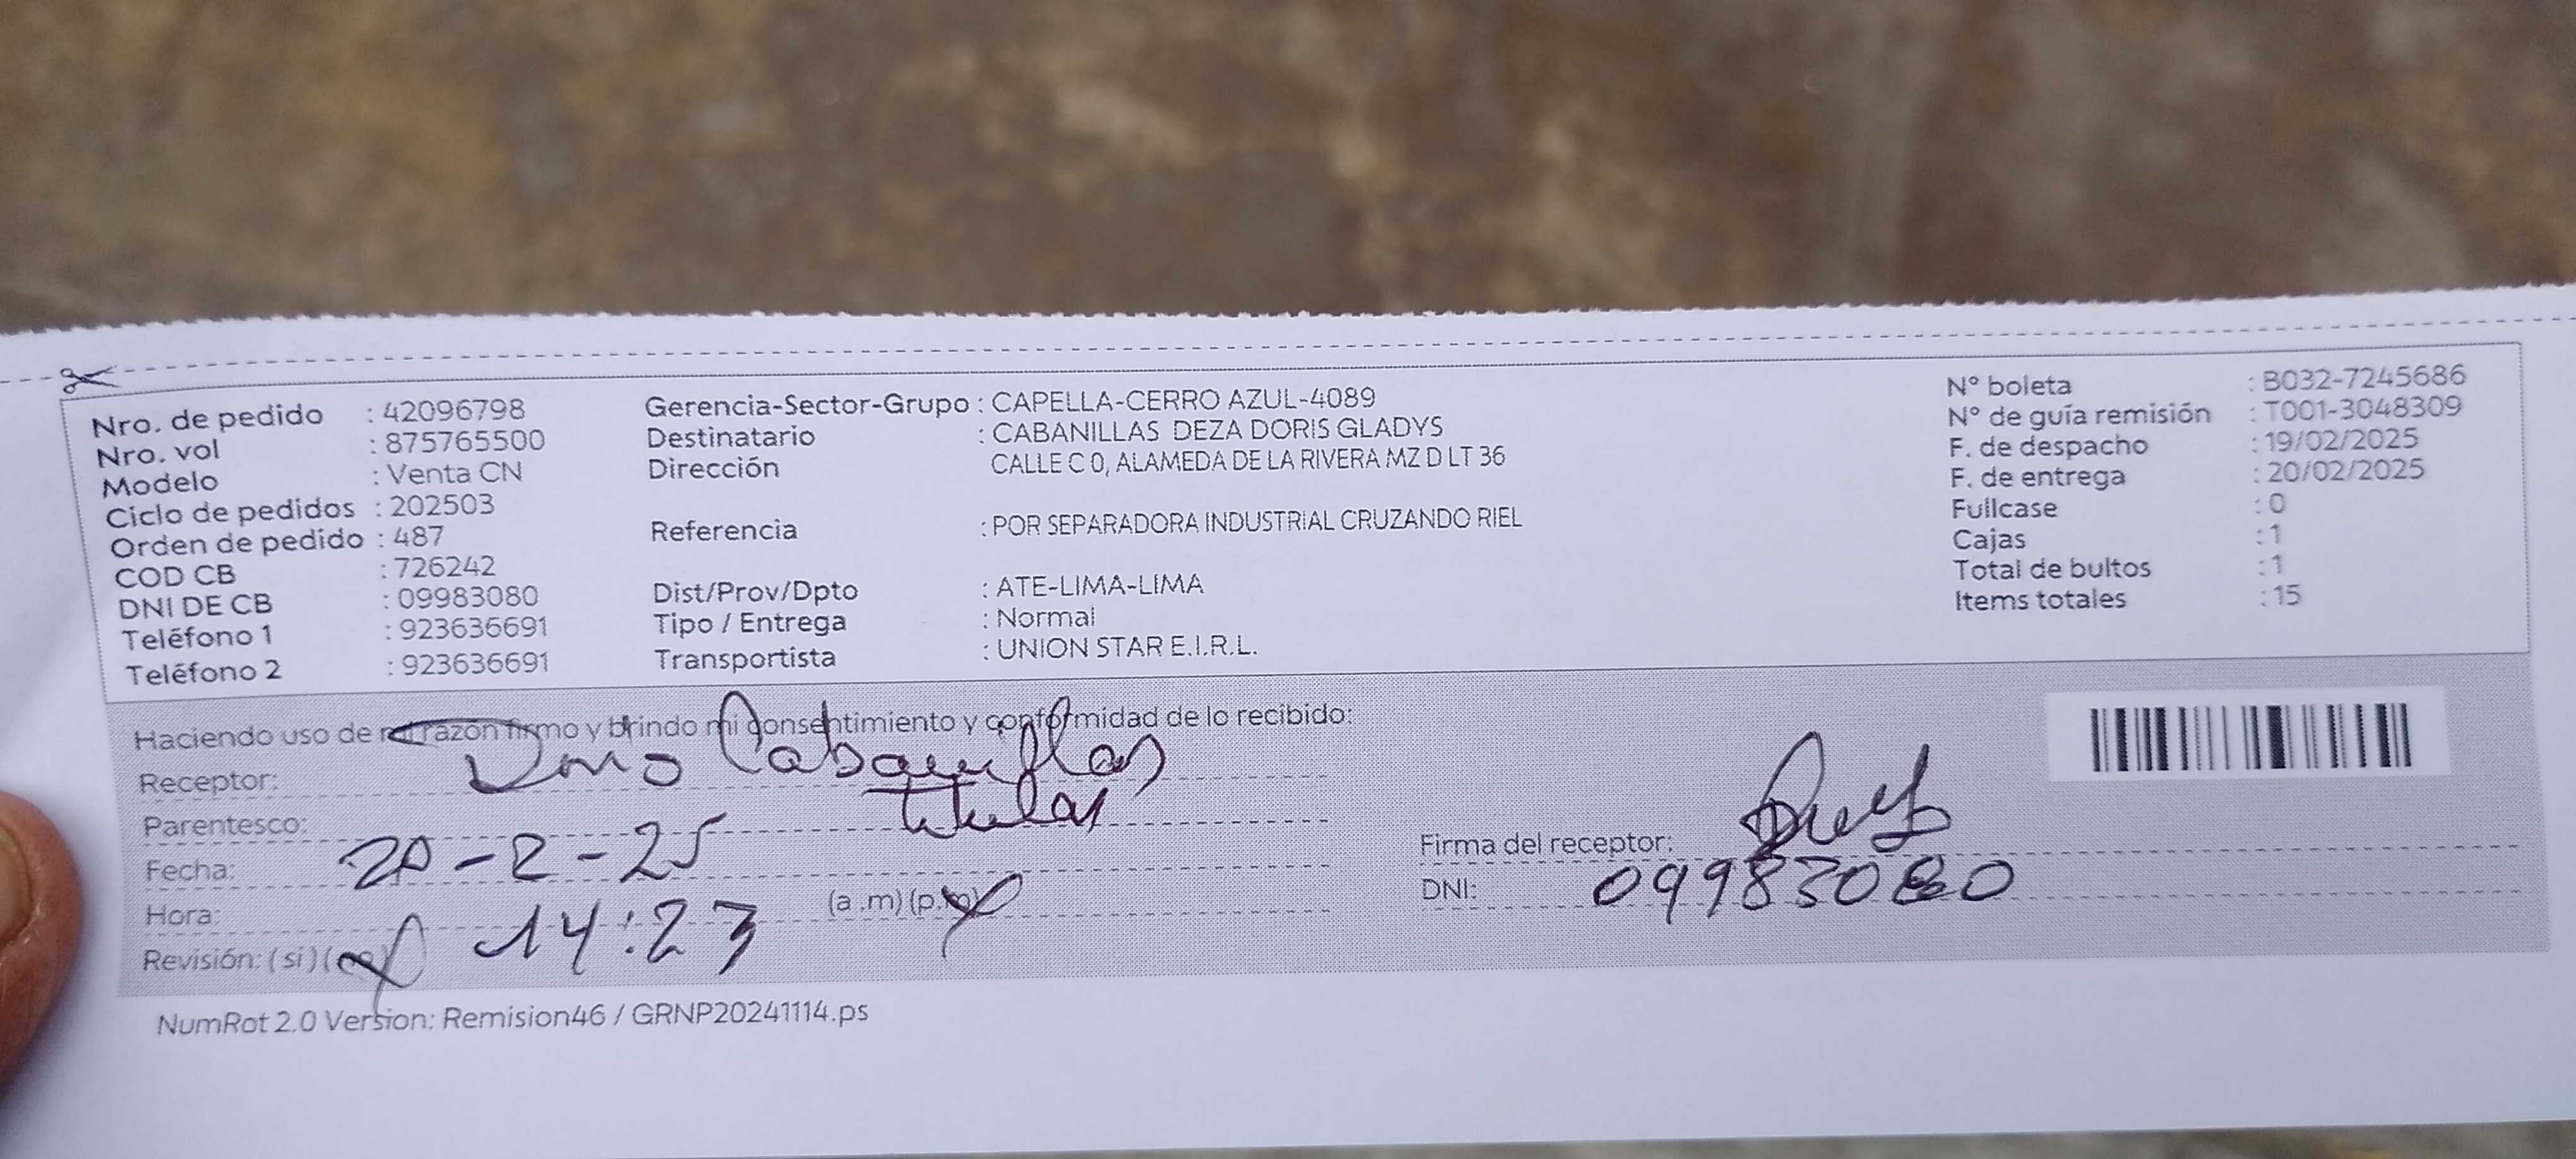 Nro. de pedido : 42096798
Nro. vol : 875765500
Modelo : Venta CN
Ciclo de pedidos : 202503
Orden de pedido : 487
COD CB : 726242
DNI DE CB : 09983080
Teléfono 1 : 923636691
Teléfono 2 : 923636691
Gerencia-Sector-Grupo : CAPELLA-CERRO AZUL-4089
Destinatario : CABANILLAS DEZA DORIS GLADYS
Dirección CALLE C 0, ALAMEDA DE LA RIVERA MZ D LT 36
Referencia : POR SEPARADORA INDUSTRIAL CRUZANDO RIEL
Dist/Prov/Dpto : ATE-LIMA-LIMA
Tipo / Entrega : Normal
Transportista : UNION STAR E.I.R.L.
N° boleta : B032-7245686
N° de guía remisión : T001-3048309
F. de despacho : 19/02/2025
F. de entrega : 20/02/2025
Fullcase : 0
Cajas : 1
Total de bultos : 1
Items totales : 15
Haciendo uso de mi razón firmo y brindo mi consentimiento y conformidad de lo recibido:
Receptor: Cabanillas
Parentesco: titular
Fecha: 20-2-25
Hora: 14:23 (a .m) (p.m)
Revisión: (si) (no)
Firma del receptor:
DNI: 09983080
NumRot 2.0 Version: Remision46 / GRNP20241114.ps